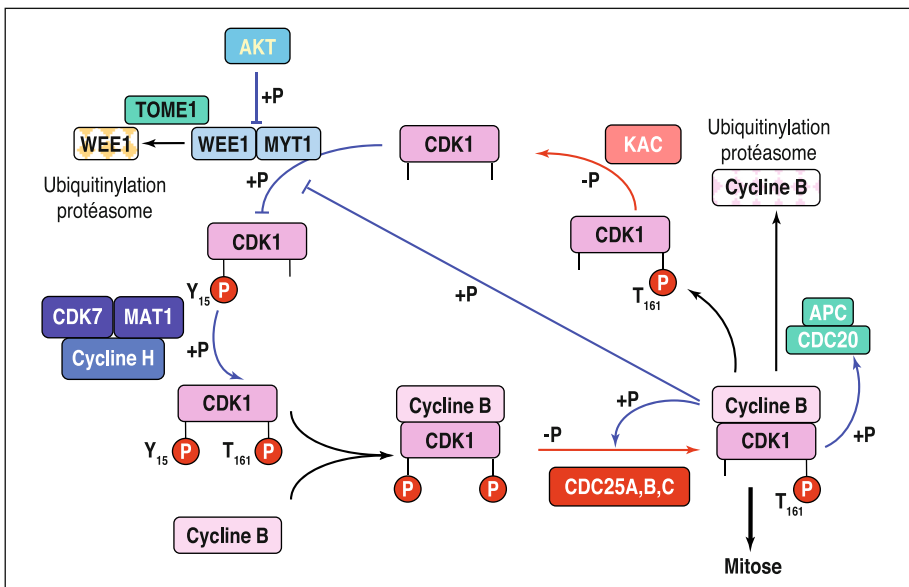 AKT
+P
TOME1
WEE1
WEE1 MYT1
Ubiquitinylation
protéasome
+P
CDK1
KAC
-P
Ubiquitinylation
protéasome
Cycline B
CDK1
CDK1
P
T161
Y15 P
+P
CDK7 MAT1
Cycline H
+P
APC
CDC20
CDK1
Y15 P
T161 P
Cycline B
CDK1
P P
-P
+P
CDC25A,B,C
Cycline B
CDK1
+P
T161 P
Cycline B
Mitose